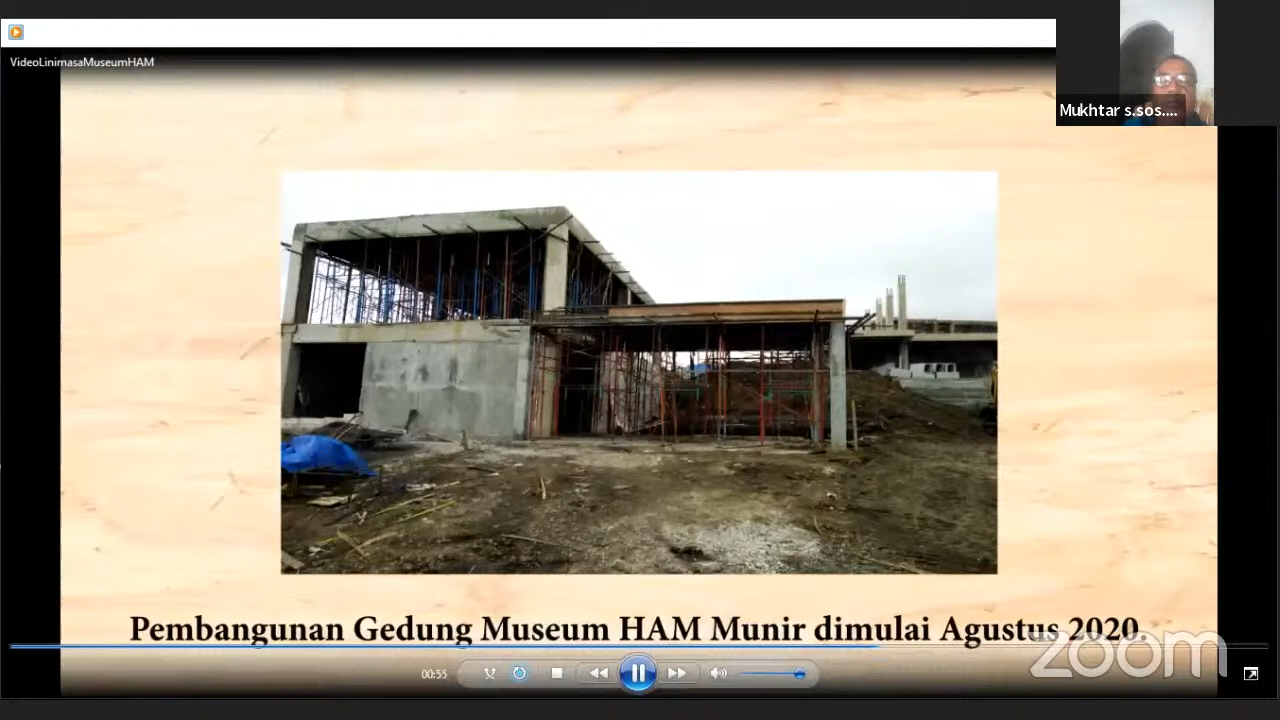 VideoLinimasaMuseumHAM
Mukhtar s.sos....
Pembangunan Gedung Museum HAM Munir dimulai Agustus 2020.
zoom
00:55